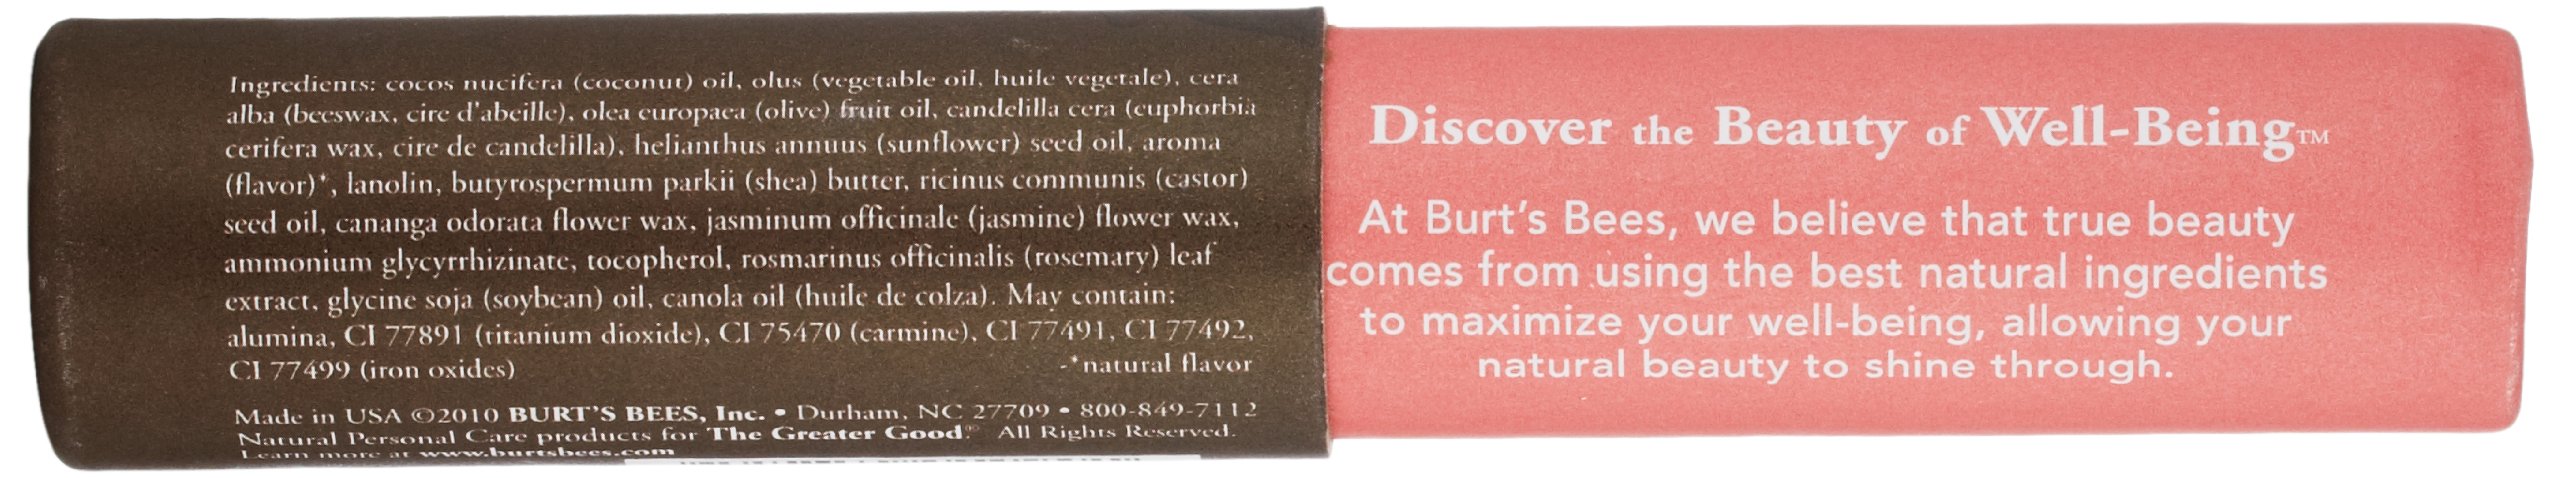 Ingredients: cocos nucifera (coconut) oil, olus (vegetable oil, huile vegetale), cera
alba (beeswax, cire d'abeille), olea europaea (olive) fruit oil, candelilla cera (euphorbia
cerifera wax, cire de candelilla), helianthus annuus (sunflower) seed oil, aroma
(flavor)*, lanolin, butyrospermum parkii (shea) butter, ricinus communis (castor)
seed oil, cananga odorata flower wax, jasminum officinale (jasmine) flower wax,
ammonium glycyrrhizinate, tocopherol, rosmarinus officinalis (rosemary) leaf
extract, glycine soja (soybean) oil, canola oil (huile de colza). May contain:
alumina, CI 77891 (titanium dioxide), CI 75470 (carmine), CI 77491, CI 77492,
CI 77499 (iron oxides) -*natural flavor
Made in USA ©2010 BURT'S BEES, Inc. • Durham, NC 27709 • 800-849-7112
Natural Personal Care products for The Greater Good® All Rights Reserved.
Learn more at www.burtsbees.com
Discover the Beauty of Well-Being™
At Burt's Bees, we believe that true beauty
comes from using the best natural ingredients
to maximize your well-being, allowing your
natural beauty to shine through.